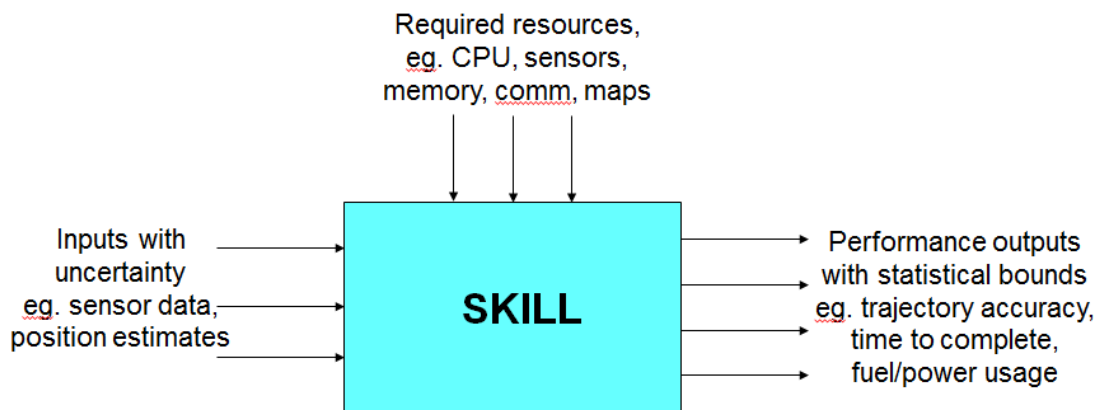 Required resources,
eg. CPU, sensors,
memory, comm, maps
Inputs with
uncertainty
eg. sensor data,
position estimates
SKILL
Performance outputs
with statistical bounds
eg. trajectory accuracy,
time to complete,
fuel/power usage